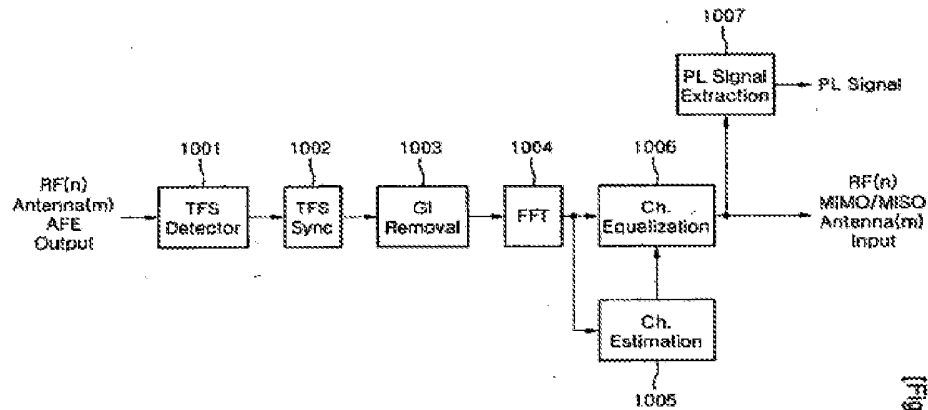 1007
PL Signal
Extraction
PL Signal
1001
1002
1003
1004
1006
RF(n)
Antenna(m)
AFE
Output
TFS
Detector
TFS
Sync
GI
Removal
FFT
Ch.
Equalization
RF(n)
MIMO/MISO
Antenna(m)
Input
Ch.
Estimation
1005
[Fig